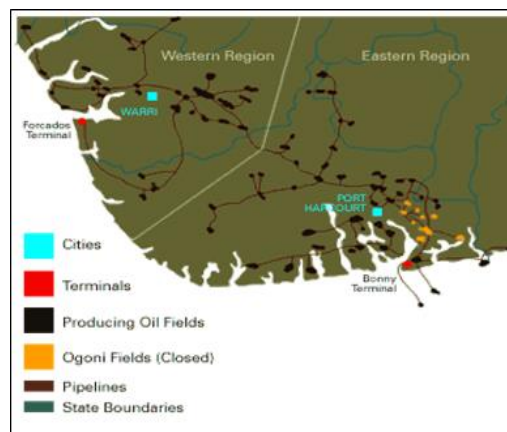 Western Region
Eastern Region
WARRI
Forcados
Terminal
PORT
HARCOURT
Bonny
Terminal
Cities
Terminals
Producing Oil Fields
Ogoni Fields (Closed)
Pipelines
State Boundaries